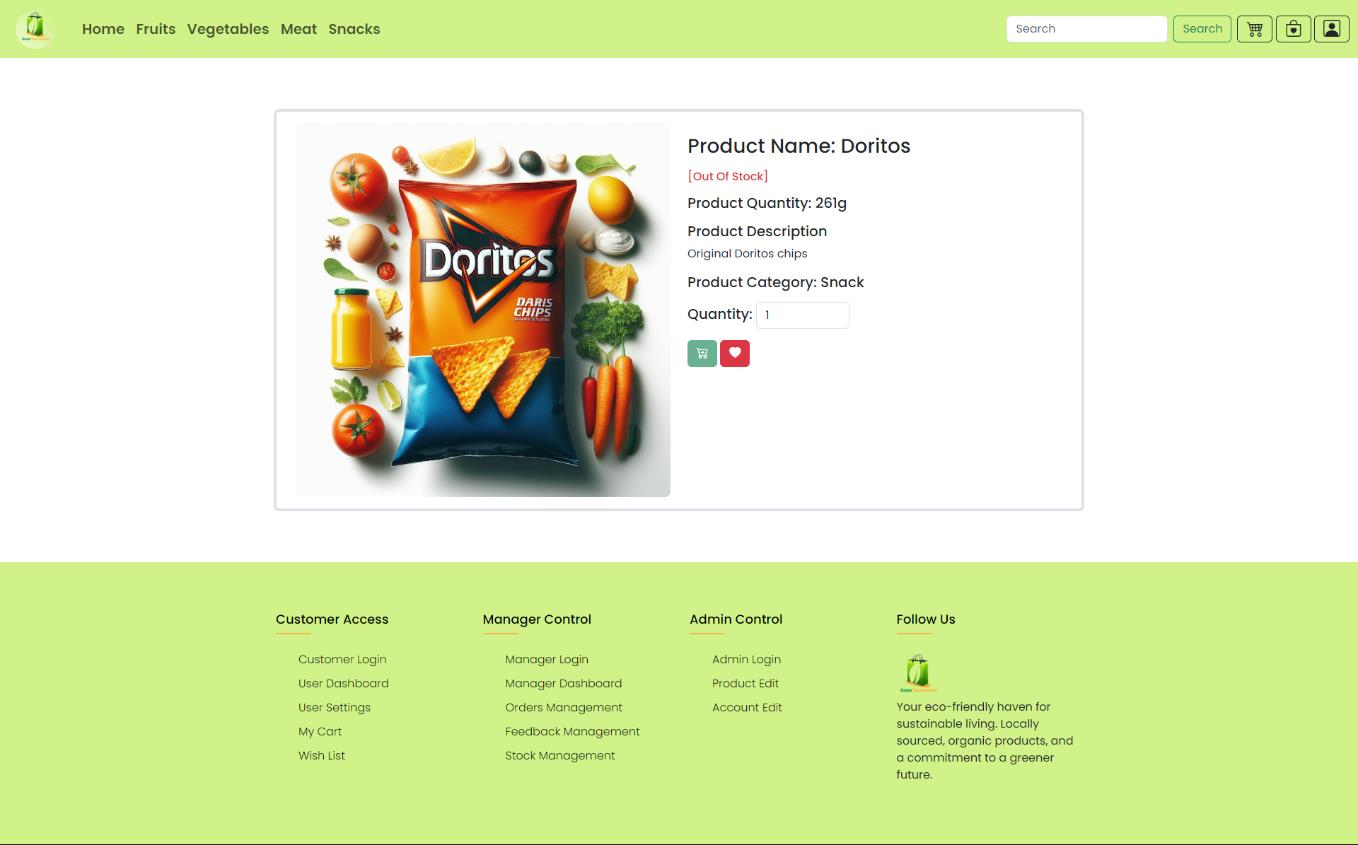 Home Fruits Vegetables Meat Snacks
Search
Search
Doritos
DARIS
CHIPS
Product Name: Doritos
[Out Of Stock]
Product Quantity: 261g
Product Description
Original Doritos chips
Product Category: Snack
Quantity: 1
Customer Access
Customer Login
User Dashboard
User Settings
My Cart
Wish List
Manager Control
Manager Login
Manager Dashboard
Orders Management
Feedback Management
Stock Management
Admin Control
Admin Login
Product Edit
Account Edit
Follow Us
Your eco-friendly haven for
sustainable living. Locally
sourced, organic products, and
a commitment to a greener
future.